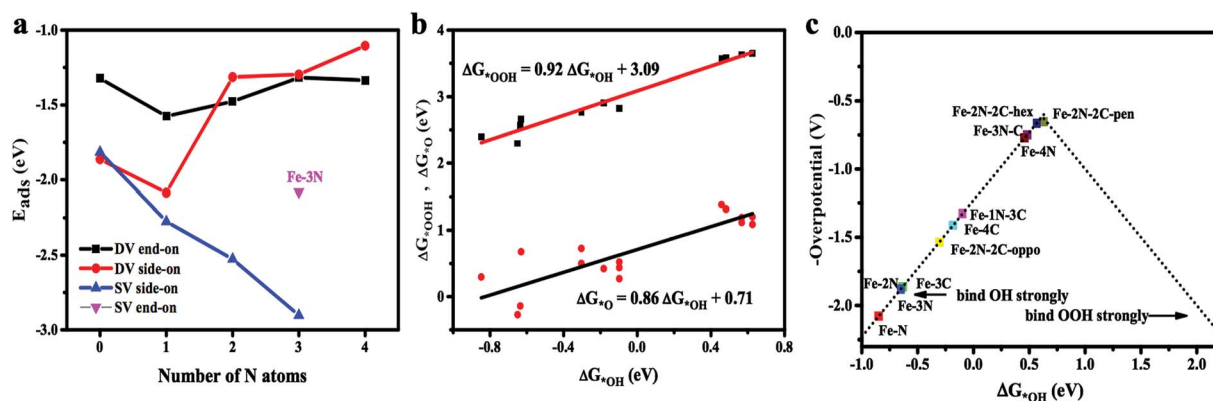 a
E_ads (eV)
-1.0
-1.5
-2.0
-2.5
-3.0
Fe-3N
DV end-on
DV side-on
SV side-on
SV end-on
0 1 2 3 4
Number of N atoms
b
ΔG*OOH , ΔG*O (eV)
4
2
0
ΔG*OOH = 0.92 ΔG*OH + 3.09
ΔG*O = 0.86 ΔG*OH + 0.71
-0.8 -0.4 0.0 0.4 0.8
ΔG*OH (eV)
c
-Overpotential (V)
0.0
-0.5
-1.0
-1.5
-2.0
Fe-2N-2C-hex
Fe-2N-2C-pen
Fe-3N-C
Fe-4N
Fe-1N-3C
Fe-4C
Fe-2N-2C-oppo
Fe-2N
Fe-3C
Fe-3N
bind OH strongly
bind OOH strongly
Fe-N
-1.0 -0.5 0.0 0.5 1.0 1.5 2.0
ΔG*OH (eV)